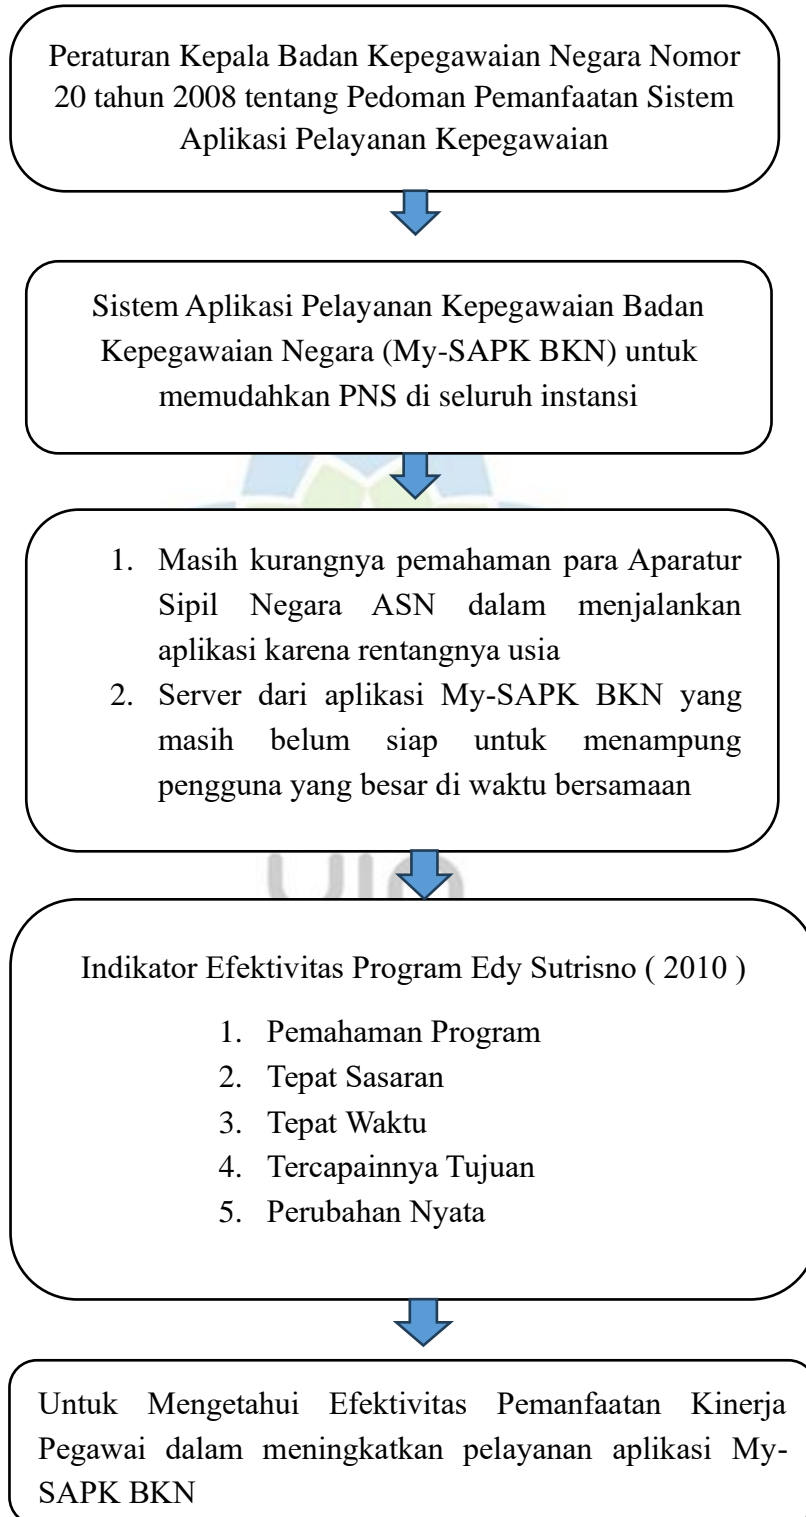 Peraturan Kepala Badan Kepegawaian Negara Nomor
20 tahun 2008 tentang Pedoman Pemanfaatan Sistem
Aplikasi Pelayanan Kepegawaian
Sistem Aplikasi Pelayanan Kepegawaian Badan
Kepegawaian Negara (My-SAPK BKN) untuk
memudahkan PNS di seluruh instansi
1. Masih kurangnya pemahaman para Aparatur
Sipil Negara ASN dalam menjalankan
aplikasi karena rentangnya usia
2. Server dari aplikasi My-SAPK BKN yang
masih belum siap untuk menampung
pengguna yang besar di waktu bersamaan
uin
Indikator Efektivitas Program Edy Sutrisno ( 2010 )
1. Pemahaman Program
2. Tepat Sasaran
3. Tepat Waktu
4. Tercapainnya Tujuan
5. Perubahan Nyata
Untuk Mengetahui Efektivitas Pemanfaatan Kinerja
Pegawai dalam meningkatkan pelayanan aplikasi My-
SAPK BKN